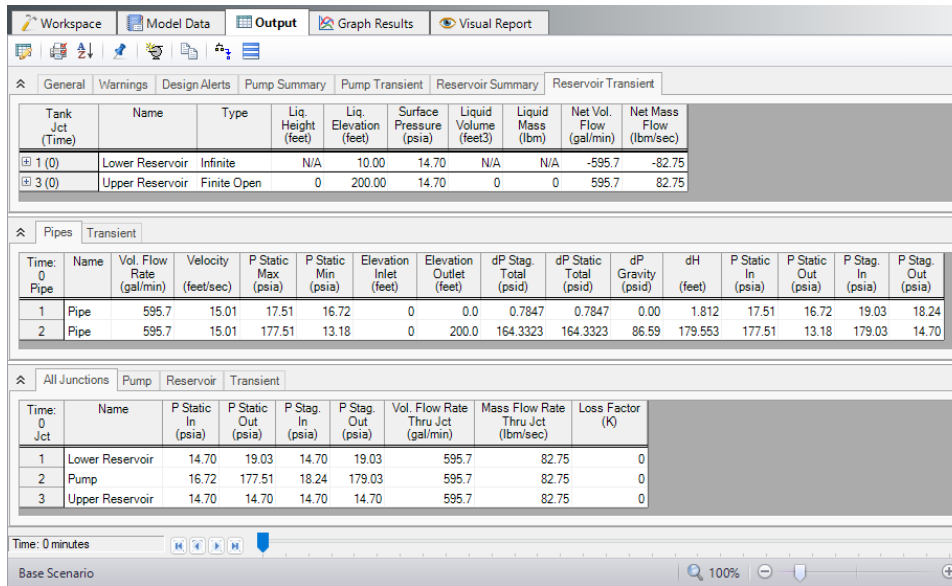 Workspace Model Data Output Graph Results Visual Report
General Warnings Design Alerts Pump Summary Pump Transient Reservoir Summary Reservoir Transient
Tank Name Type Liq. Liq. Surface Liquid Liquid Net Vol. Net Mass
Jct Height Elevation Pressure Volume Mass Flow Flow
(Time) (feet) (feet) (psia) (feet3) (lbm) (gal/min) (lbm/sec)
1 (0) Lower Reservoir Infinite N/A 10.00 14.70 N/A N/A -595.7 -82.75
3 (0) Upper Reservoir Finite Open 0 200.00 14.70 0 0 595.7 82.75
Pipes Transient
Time: Name Vol. Flow Velocity P Static P Static Elevation Elevation dP Stag. dP Static dP dH P Static P Static P Stag. P Stag.
0 Rate Max Min Inlet Outlet Total Total Gravity In Out In Out
Pipe (gal/min) (feet/sec) (psia) (psia) (feet) (feet) (psid) (psid) (psid) (feet) (psia) (psia) (psia) (psia)
1 Pipe 595.7 15.01 17.51 16.72 0 0.0 0.7847 0.7847 0.00 1.812 17.51 16.72 19.03 18.24
2 Pipe 595.7 15.01 177.51 13.18 0 200.0 164.3323 164.3323 86.59 179.553 177.51 13.18 179.03 14.70
All Junctions Pump Reservoir Transient
Time: Name P Static P Static P Stag. P Stag. Vol. Flow Rate Mass Flow Rate Loss Factor
0 In Out In Out Thru Jct Thru Jct (K)
Jct (psia) (psia) (psia) (psia) (gal/min) (lbm/sec)
1 Lower Reservoir 14.70 19.03 14.70 19.03 595.7 82.75 0
2 Pump 16.72 177.51 18.24 179.03 595.7 82.75 0
3 Upper Reservoir 14.70 14.70 14.70 14.70 595.7 82.75 0
Time: 0 minutes
Base Scenario 100%